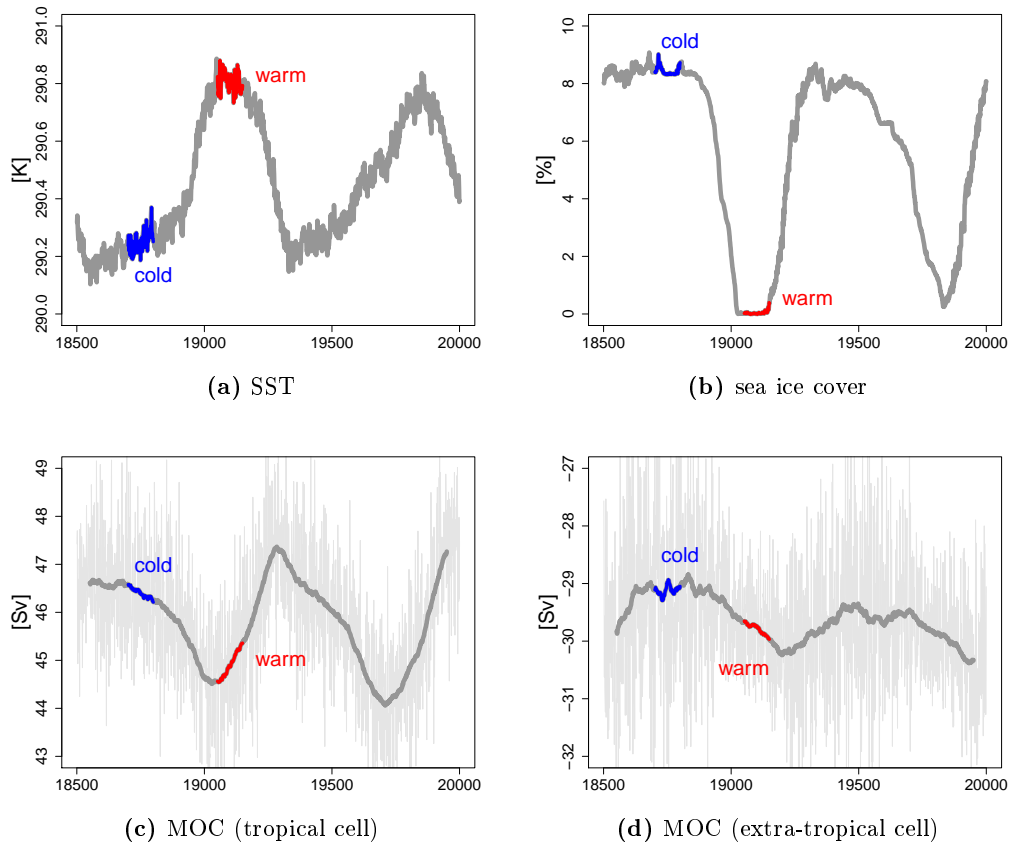 291.0
290.8
290.6
290.4
290.2
290.0
[K]
warm
cold
18500 19000 19500 20000
(a) SST
10
8
6
4
2
0
[%]
cold
warm
18500 19000 19500 20000
(b) sea ice cover
49
48
47
46
45
44
43
[Sv]
cold
warm
18500 19000 19500 20000
(c) MOC (tropical cell)
−27
−28
−29
−30
−31
−32
[Sv]
cold
warm
18500 19000 19500 20000
(d) MOC (extra-tropical cell)